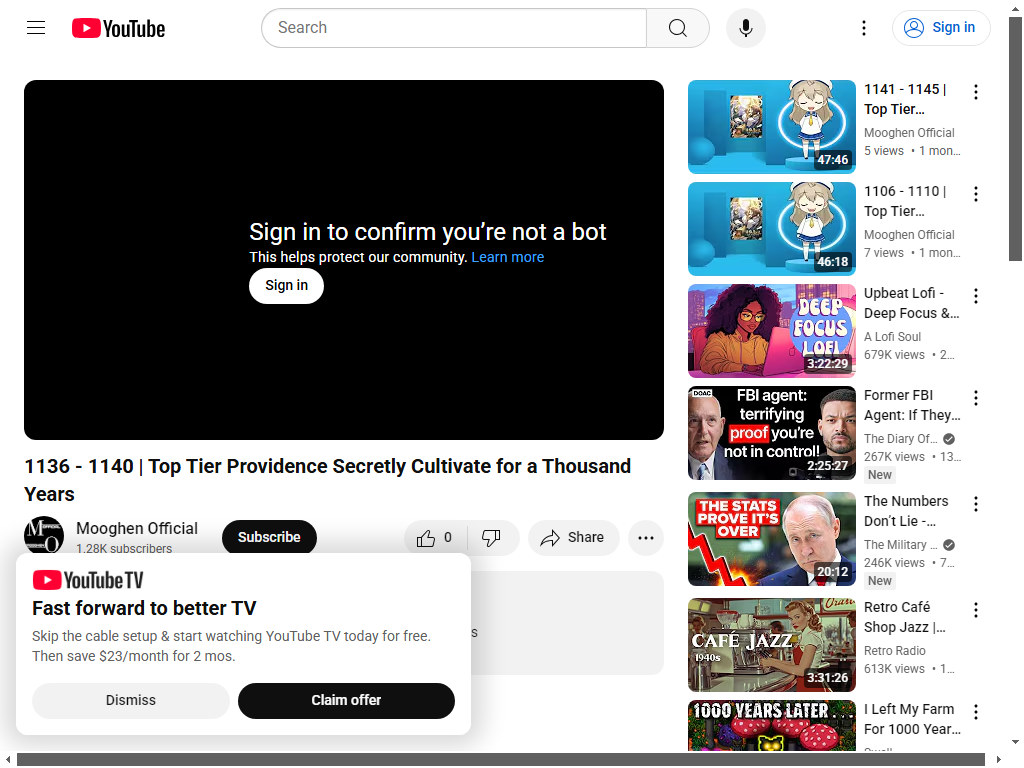 YouTube
Search
Sign in
Sign in to confirm you’re not a bot
This helps protect our community. Learn more
Sign in
1136 - 1140 | Top Tier Providence Secretly Cultivate for a Thousand
Years
Mooghen Official
1.28K subscribers
Subscribe
0
Share
s
YouTube TV
Fast forward to better TV
Skip the cable setup & start watching YouTube TV today for free.
Then save $23/month for 2 mos.
Dismiss
Claim offer
47:46
1141 - 1145 |
Top Tier…
Mooghen Official
5 views • 1 mon…
46:18
1106 - 1110 |
Top Tier…
Mooghen Official
7 views • 1 mon…
DEEP
FOCUS
LOFI
3:22:29
Upbeat Lofi -
Deep Focus &…
A Lofi Soul
679K views • 2…
DOAC
FBI agent:
terrifying
proof you're
not in control!
2:25:27
Former FBI
Agent: If They…
The Diary Of…
267K views • 13…
New
THE STATS
PROVE IT'S
OVER
20:12
The Numbers
Don’t Lie -…
The Military …
246K views • 7…
New
CAFÉ JAZZ
1940s
3:31:26
Retro Café
Shop Jazz |…
Retro Radio
613K views • 1…
1000 YEARS LATER...
I Left My Farm
For 1000 Year…